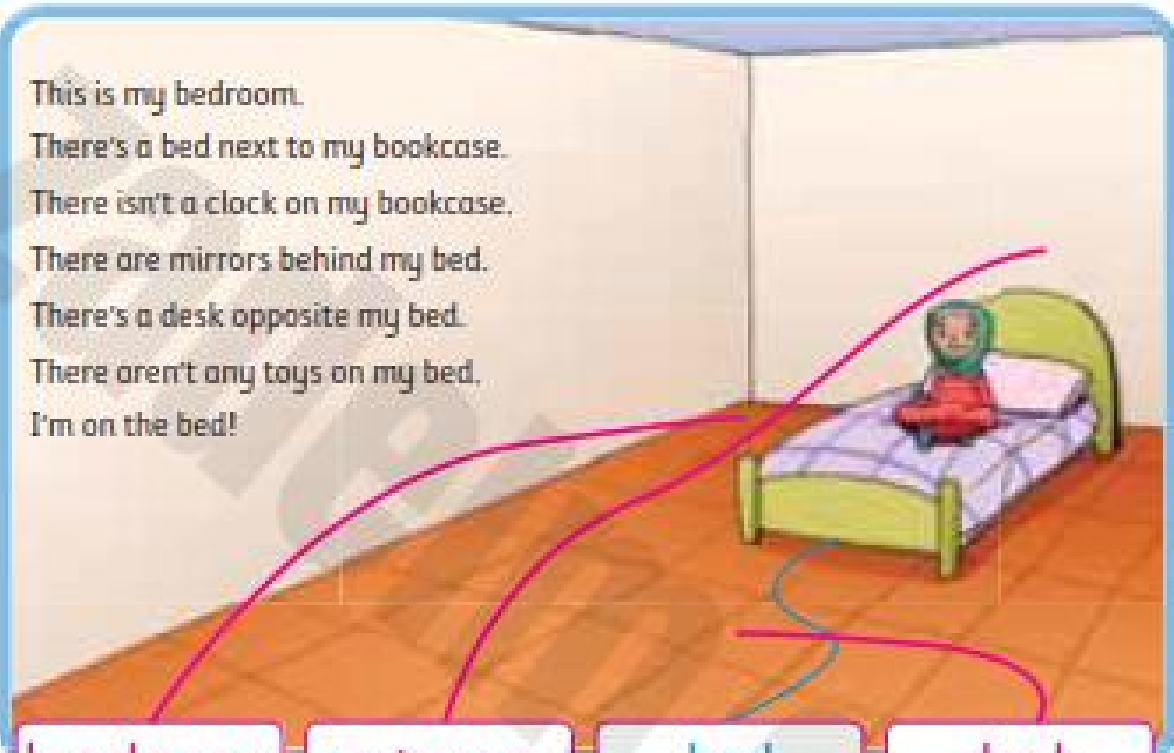 This is my bedroom.
There's a bed next to my bookcase.
There isn't a clock on my bookcase.
There are mirrors behind my bed.
There's a desk opposite my bed.
There aren't any toys on my bed.
I'm on the bed!